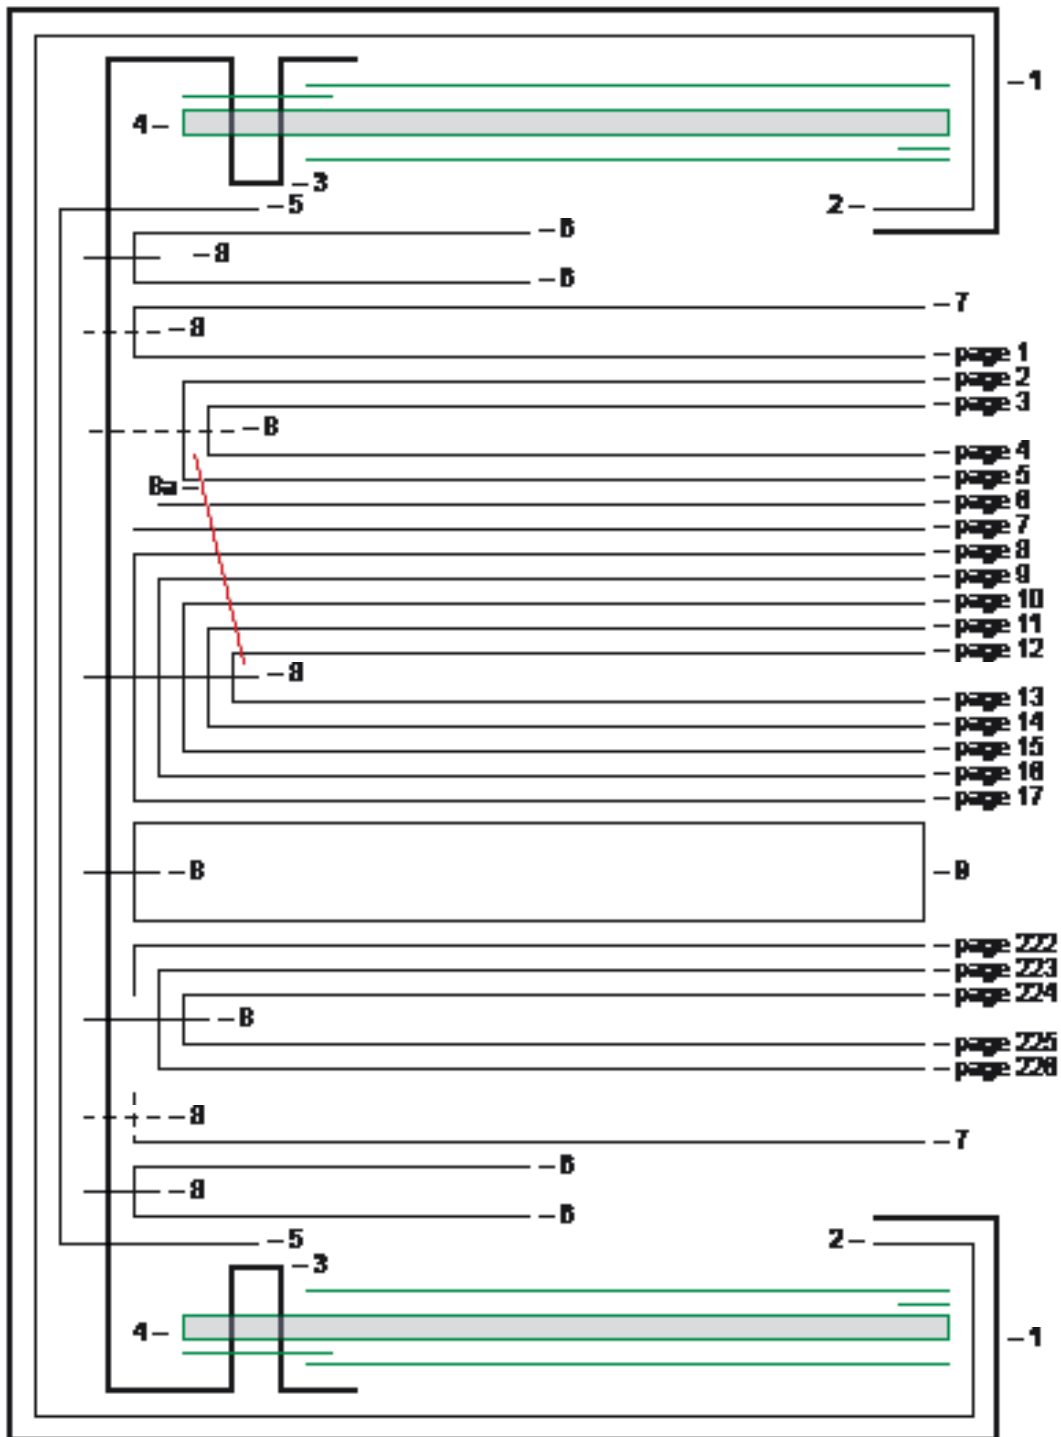 1
4
3
5 2
6
8
6
7
8
page 1
page 2
page 3
8
page 4
page 5
8a
page 6
page 7
page 8
page 9
page 10
page 11
page 12
8
page 13
page 14
page 15
page 16
page 17
8 9
page 222
page 223
page 224
8
page 225
page 226
8
7
6
8
6
5 2
3
4 1